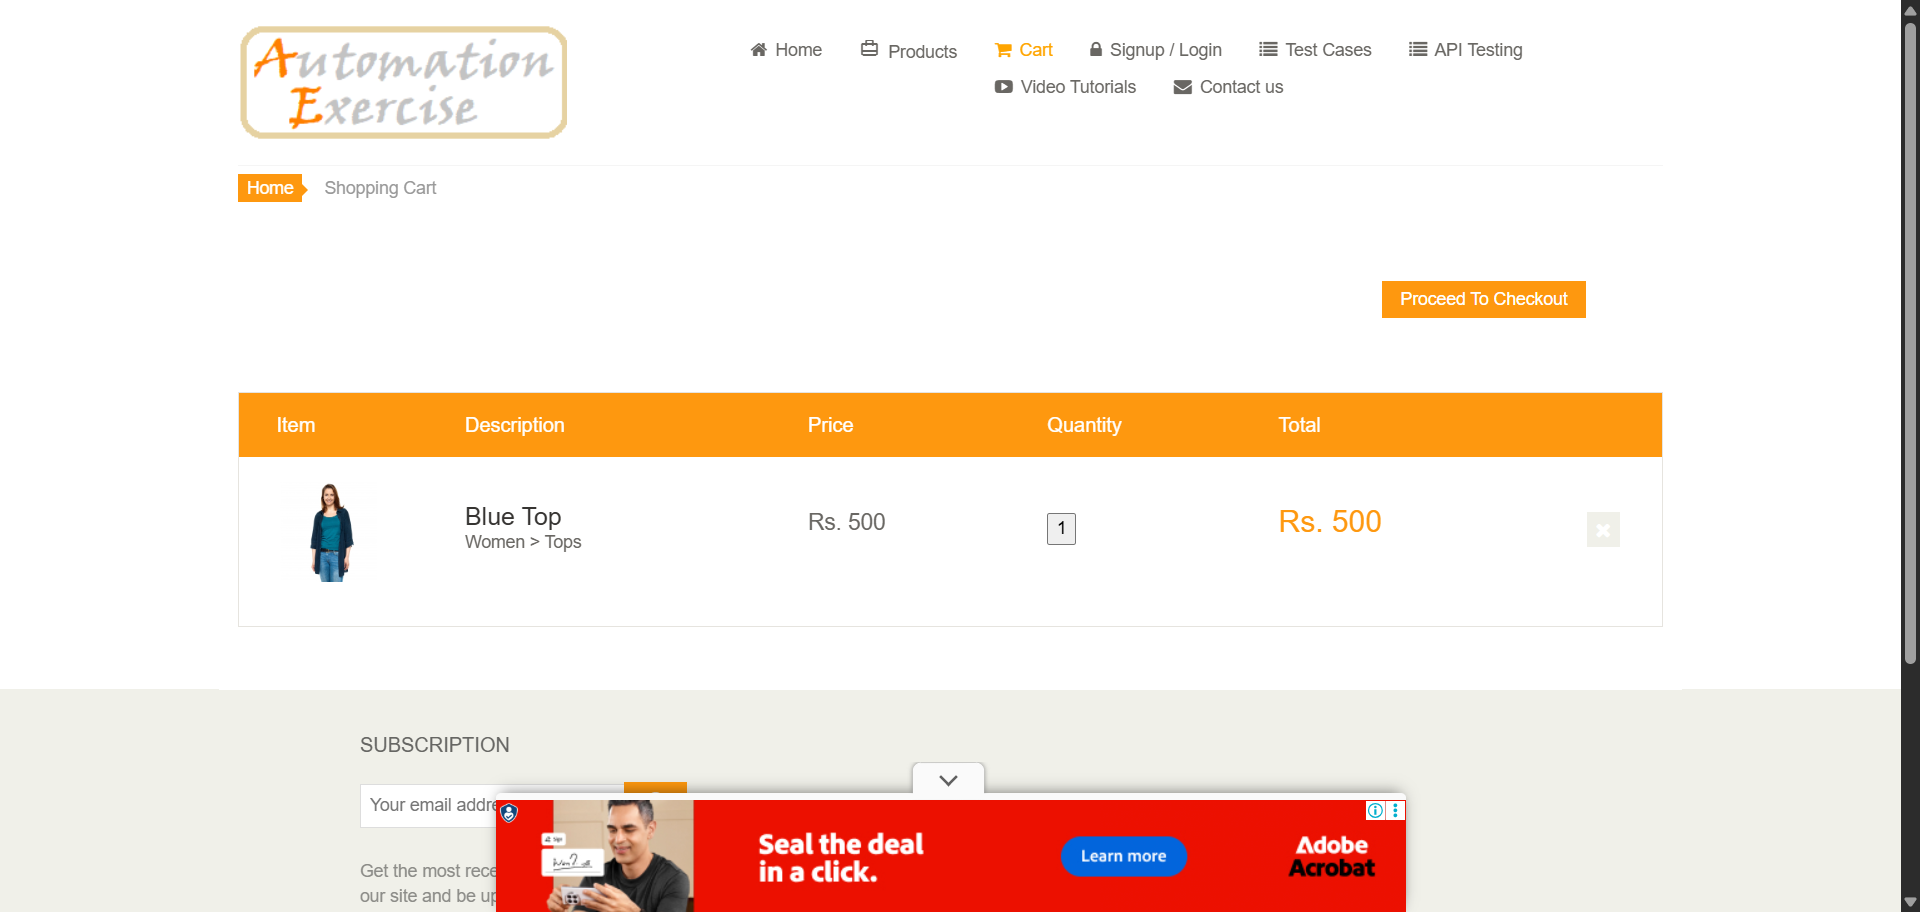 Automation
Exercise
Home
Products
Cart
Signup / Login
Test Cases
API Testing
Video Tutorials
Contact us
Home
Shopping Cart
Proceed To Checkout
Item Description Price Quantity Total
Blue Top
Women > Tops
Rs. 500
1
Rs. 500
SUBSCRIPTION
Your email addre
Get the most rece
our site and be up
Sign
Seal the deal
in a click.
Learn more
Adobe
Acrobat